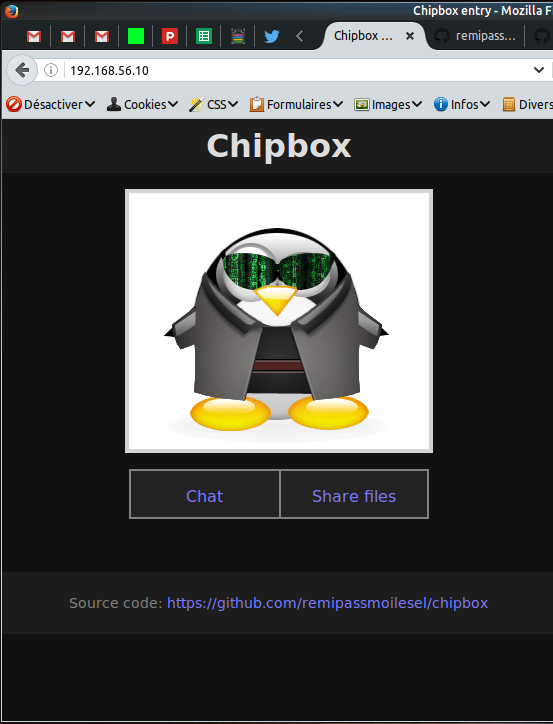 Chipbox entry - Mozilla F
Chipbox ... remipass...
192.168.56.10
Désactiver Cookies CSS Formulaires Images Infos Divers
Chipbox
Chat Share files
Source code: https://github.com/remipassmoilesel/chipbox